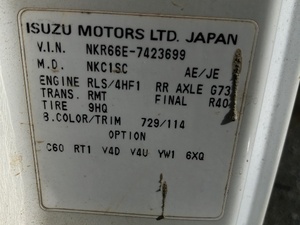 ISUZU MOTORS LTD. JAPAN
V.I.N. NKR66E-7423699
M.D. NKC1SC AE/JE
ENGINE RLS/4HF1 RR AXLE G73
TRANS. RMT FINAL R404
TIRE 9HQ
B.COLOR/TRIM 729/114
OPTION
C60 RT1 V4D V4U YW1 6XQ